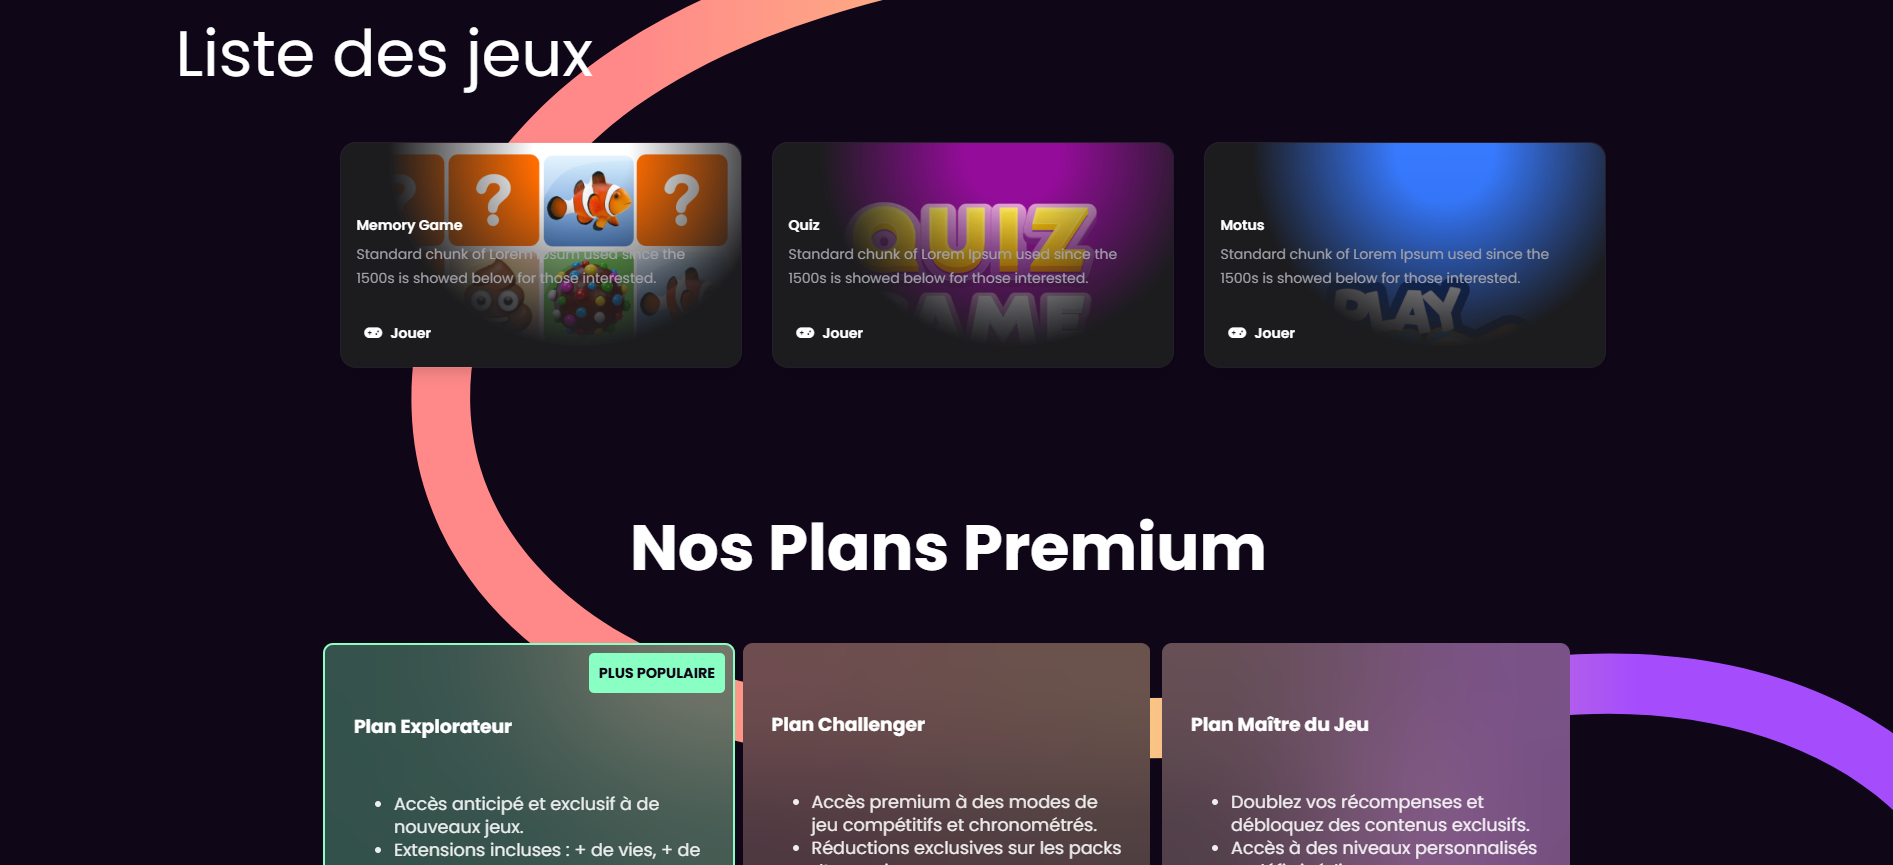 Liste des jeux
? ? ?
Memory Game
Standard chunk of Lorem Ipsum used since the
1500s is showed below for those interested.
Jouer
QUIZ
GAME
Quiz
Standard chunk of Lorem Ipsum used since the
1500s is showed below for those interested.
Jouer
Motus
Standard chunk of Lorem Ipsum used since the
1500s is showed below for those interested.
PLAY
Jouer
Nos Plans Premium
PLUS POPULAIRE
Plan Explorateur
• Accès anticipé et exclusif à de
nouveaux jeux.
• Extensions incluses : + de vies, + de
Plan Challenger
• Accès premium à des modes de
jeu compétitifs et chronométrés.
• Réductions exclusives sur les packs
Plan Maître du Jeu
• Doublez vos récompenses et
débloquez des contenus exclusifs.
• Accès à des niveaux personnalisés